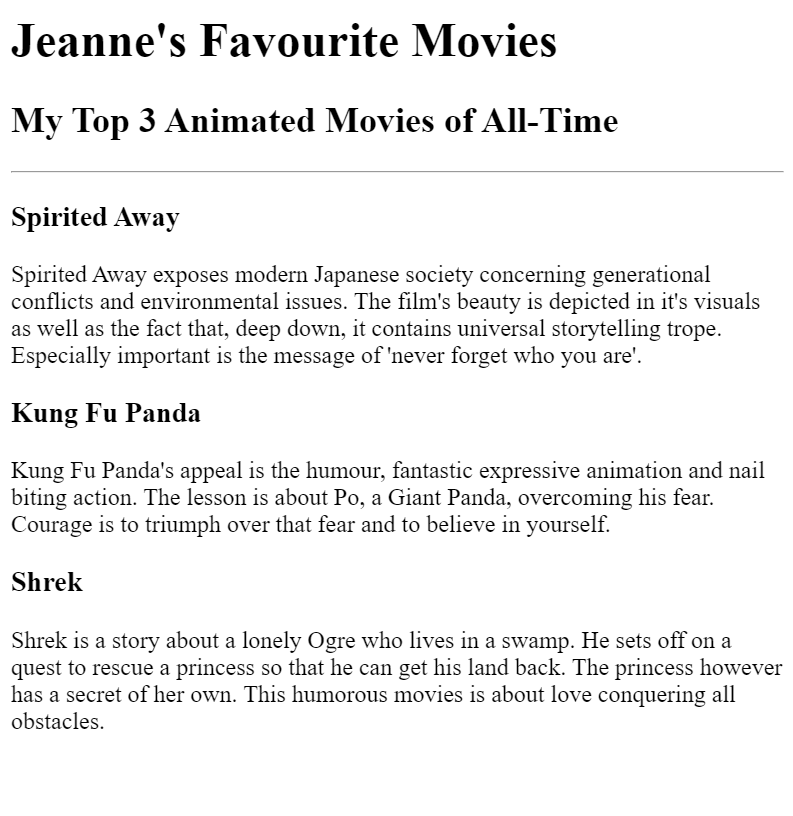 Jeanne's Favourite Movies
My Top 3 Animated Movies of All-Time
Spirited Away
Spirited Away exposes modern Japanese society concerning generational
conflicts and environmental issues. The film's beauty is depicted in it's visuals
as well as the fact that, deep down, it contains universal storytelling trope.
Especially important is the message of 'never forget who you are'.
Kung Fu Panda
Kung Fu Panda's appeal is the humour, fantastic expressive animation and nail
biting action. The lesson is about Po, a Giant Panda, overcoming his fear.
Courage is to triumph over that fear and to believe in yourself.
Shrek
Shrek is a story about a lonely Ogre who lives in a swamp. He sets off on a
quest to rescue a princess so that he can get his land back. The princess however
has a secret of her own. This humorous movies is about love conquering all
obstacles.